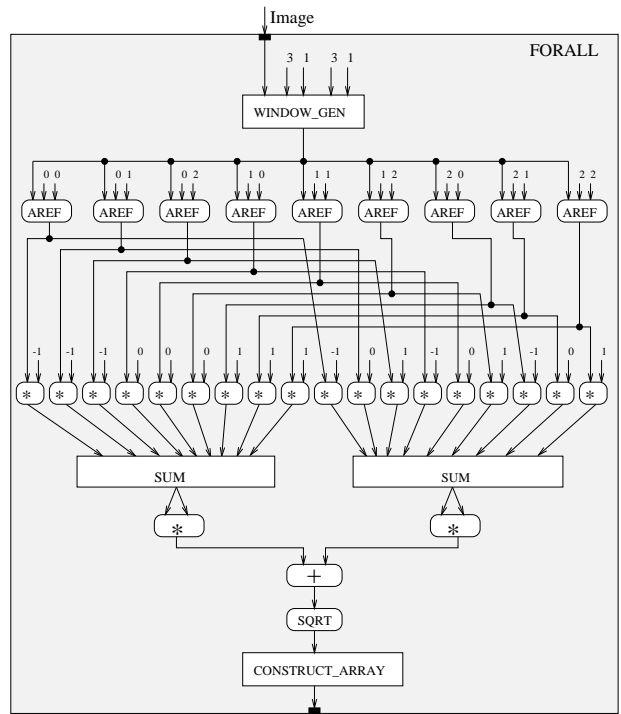 Image
FORALL
3 1 3 1
WINDOW_GEN
0 0 0 1 0 2 1 0 1 1 1 2 2 0 2 1 2 2
AREF AREF AREF AREF AREF AREF AREF AREF AREF
-1 -1 -1 0 0 0 1 1 1 -1 0 1 -1 0 1 -1 0 1
* * * * * * * * * * * * * * * * * *
SUM SUM
* *
+
SQRT
CONSTRUCT_ARRAY